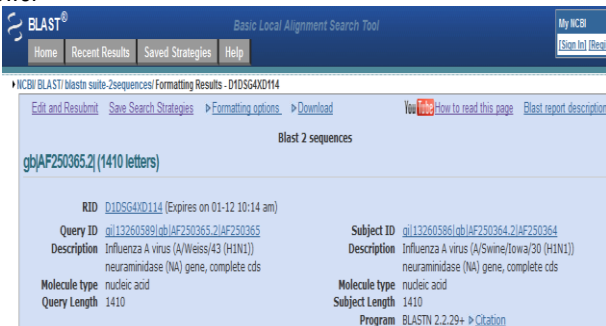 BLAST® Basic Local Alignment Search Tool My NCBI
Home Recent Results Saved Strategies Help [Sign In]
NCBI/ BLAST/ blastn suite-2sequences/ Formatting Results - D1DSG4XD114
Edit and Resubmit Save Search Strategies Formatting options Download YouTube How to read this page Blast report description
Blast 2 sequences
gb|AF250365.2| (1410 letters)
RID D1DSG4XD114 (Expires on 01-12 10:14 am)
Query ID gi|13260589|gb|AF250365.2|AF250365 Subject ID gi|13260586|gb|AF250364.2|AF250364
Description Influenza A virus (A/Weiss/43 (H1N1)) Description Influenza A virus (A/Swine/Iowa/30 (H1N1))
neuraminidase (NA) gene, complete cds neuraminidase (NA) gene, complete cds
Molecule type nucleic acid Molecule type nucleic acid
Query Length 1410 Subject Length 1410
Program BLASTN 2.2.29+ Citation